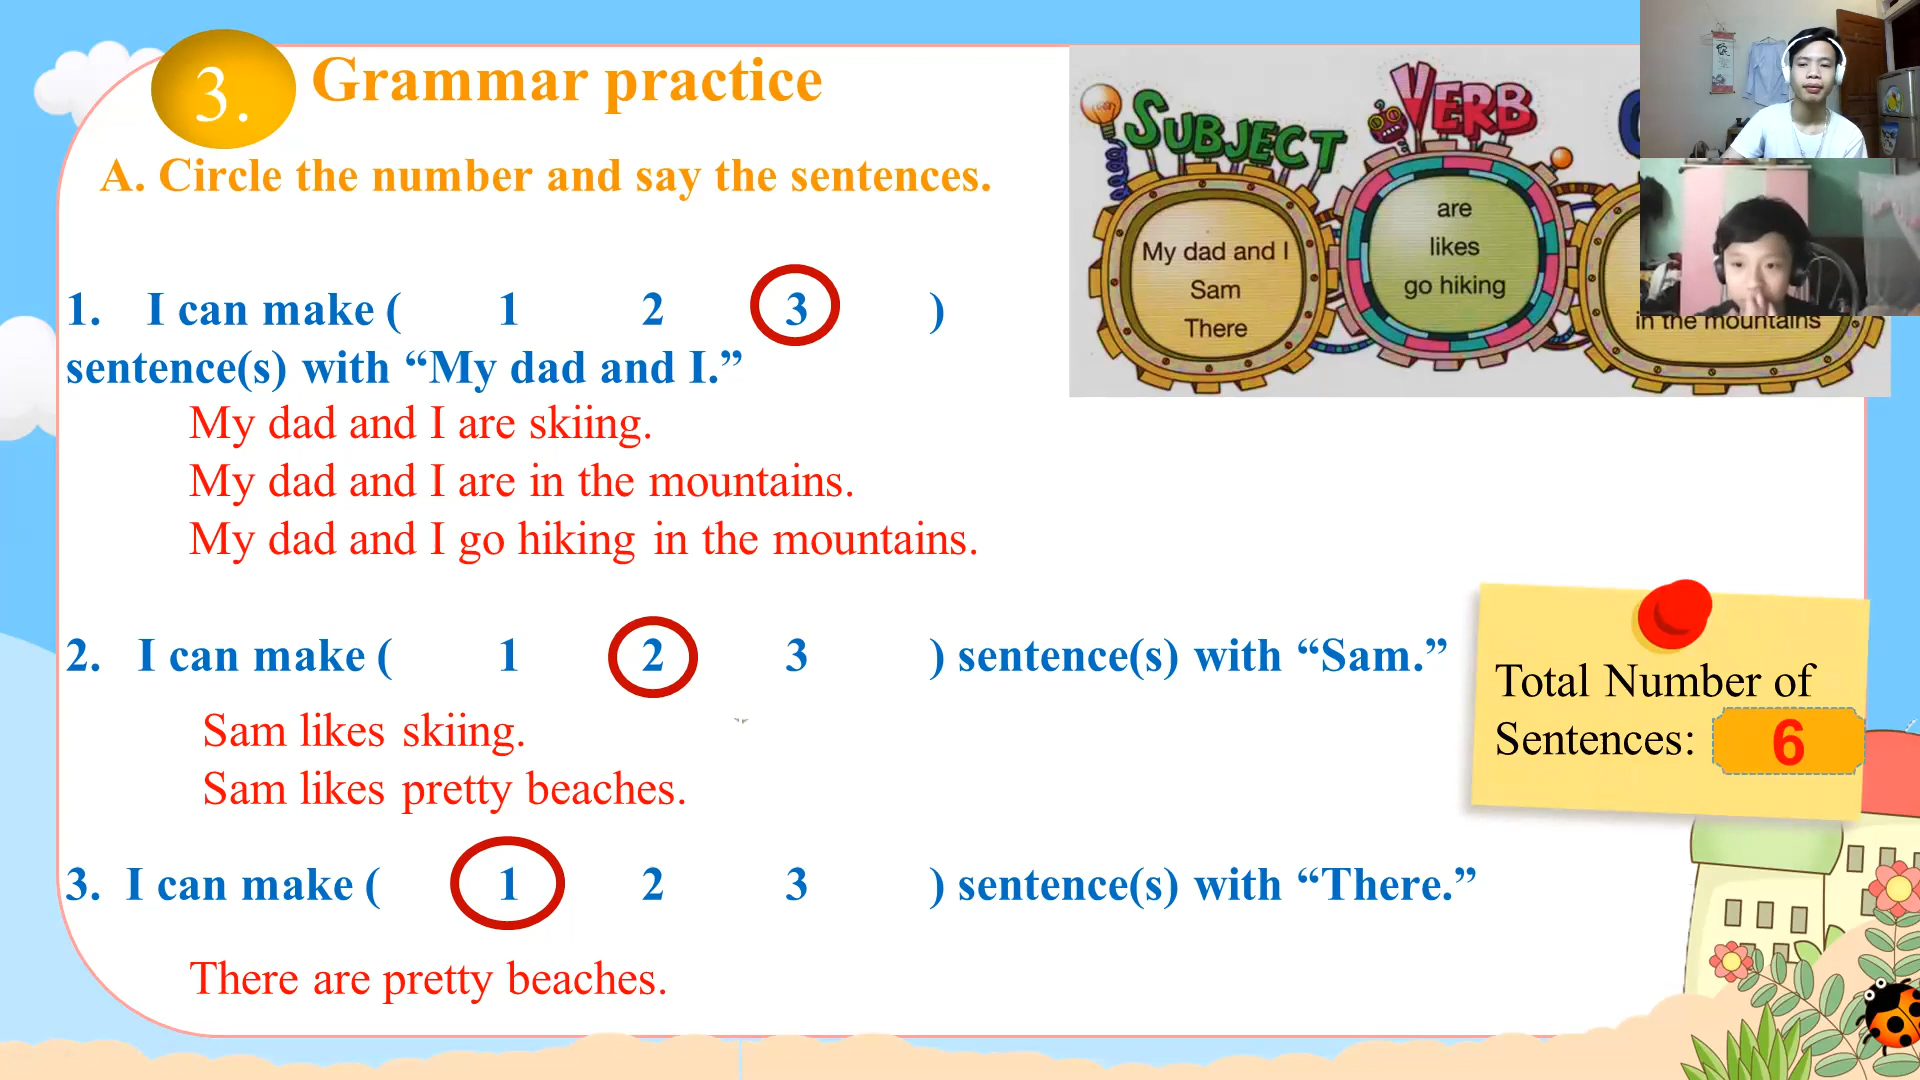 3.
Grammar practice
A. Circle the number and say the sentences.
SUBJECT
VERB
My dad and I
Sam
There
are
likes
go hiking
in the mountains
1. I can make ( 1 2 3 )
sentence(s) with “My dad and I.”
My dad and I are skiing.
My dad and I are in the mountains.
My dad and I go hiking in the mountains.
2. I can make ( 1 2 3 ) sentence(s) with “Sam.”
Sam likes skiing.
Sam likes pretty beaches.
Total Number of
Sentences: 6
3. I can make ( 1 2 3 ) sentence(s) with “There.”
There are pretty beaches.